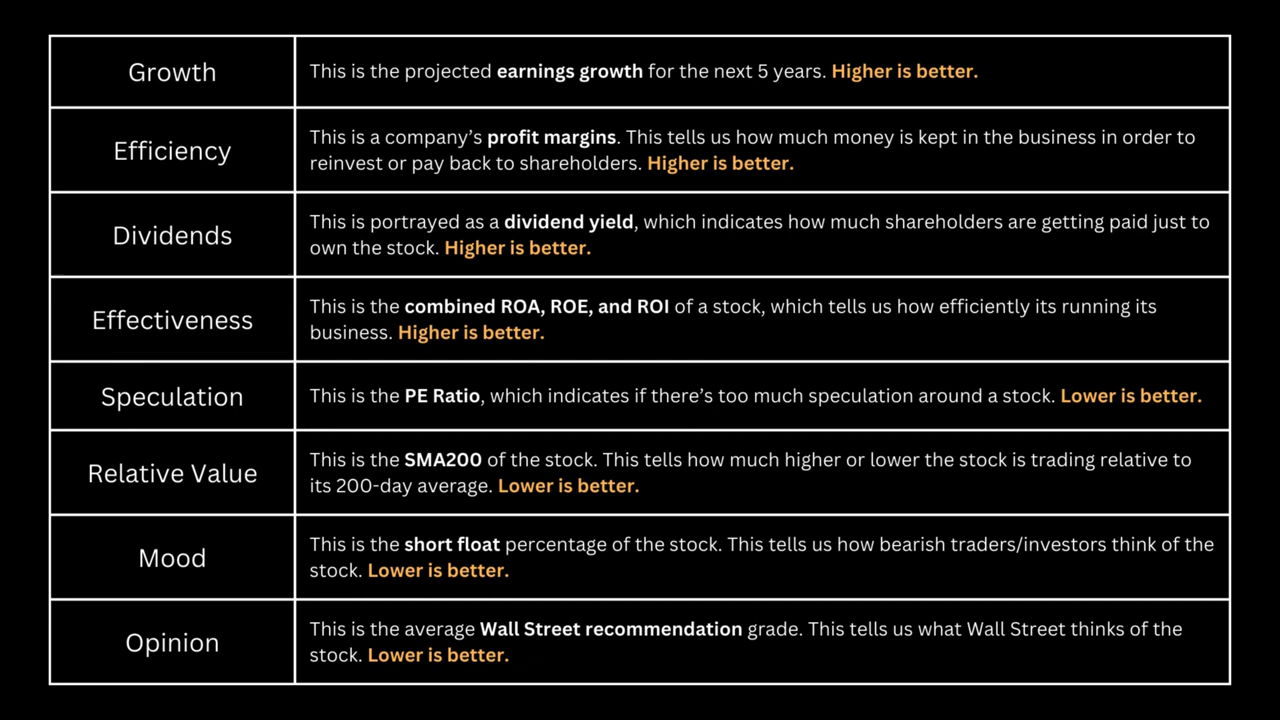 Growth
This is the projected earnings growth for the next 5 years. Higher is better.
Efficiency
This is a company's profit margins. This tells us how much money is kept in the business in order to
reinvest or pay back to shareholders. Higher is better.
Dividends
This is portrayed as a dividend yield, which indicates how much shareholders are getting paid just to
own the stock. Higher is better.
Effectiveness
This is the combined ROA, ROE, and ROI of a stock, which tells us how efficiently its running its
business. Higher is better.
Speculation
This is the PE Ratio, which indicates if there's too much speculation around a stock. Lower is better.
Relative Value
This is the SMA200 of the stock. This tells how much higher or lower the stock is trading relative to
its 200-day average. Lower is better.
Mood
This is the short float percentage of the stock. This tells us how bearish traders/investors think of the
stock. Lower is better.
Opinion
This is the average Wall Street recommendation grade. This tells us what Wall Street thinks of the
stock. Lower is better.